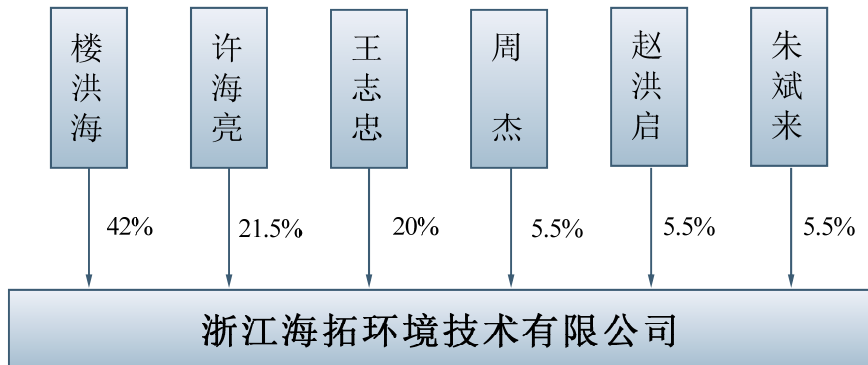 楼洪海
许海亮
王志忠
周杰
赵洪启
朱斌来
42%
21.5%
20%
5.5%
5.5%
5.5%
浙江海拓环境技术有限公司